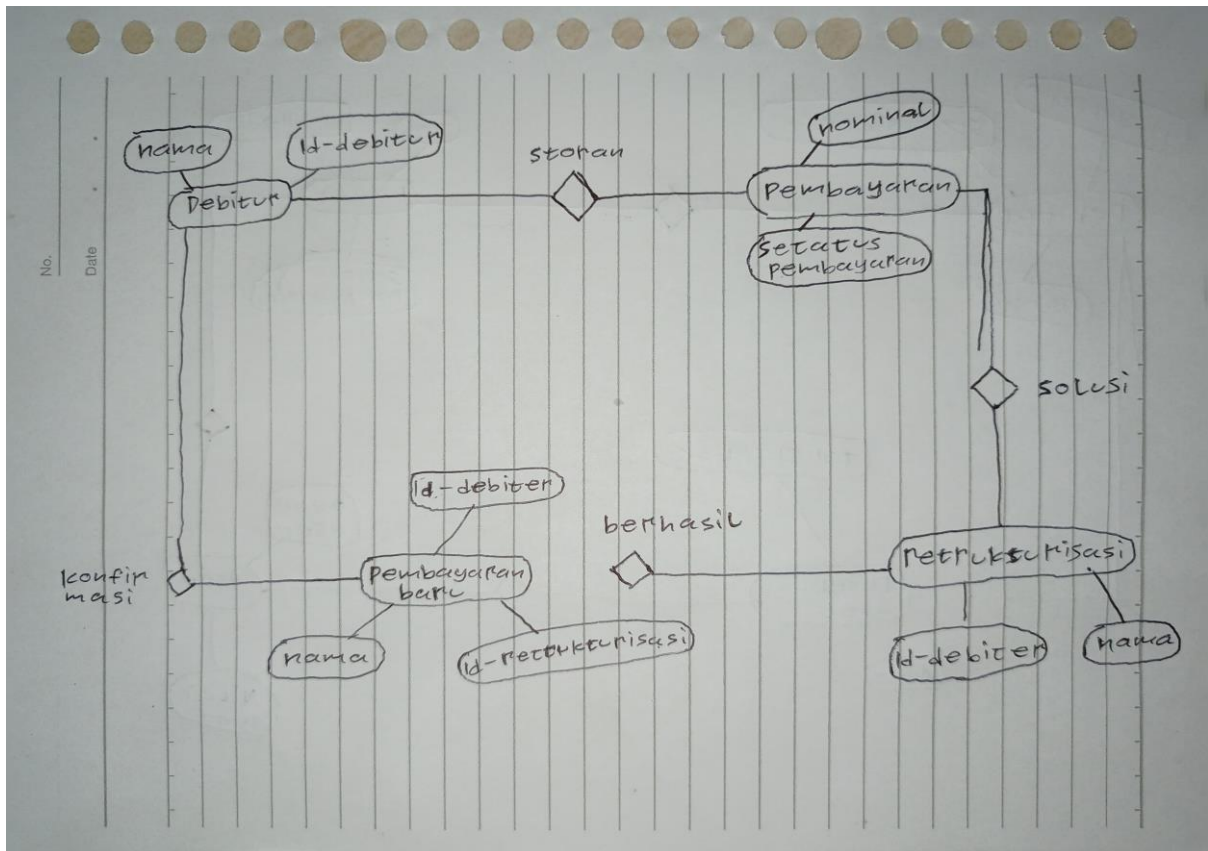 nama
Id-debitur
storan
nominal
Debitur
Pembayaran
setatus
pembayaran
No.
Date
solusi
Id-debiter
berhasil
konfir
masi
Pembayaran
baru
retrukturisasi
nama
Id-retrukturisasi
Id-debiter
nama